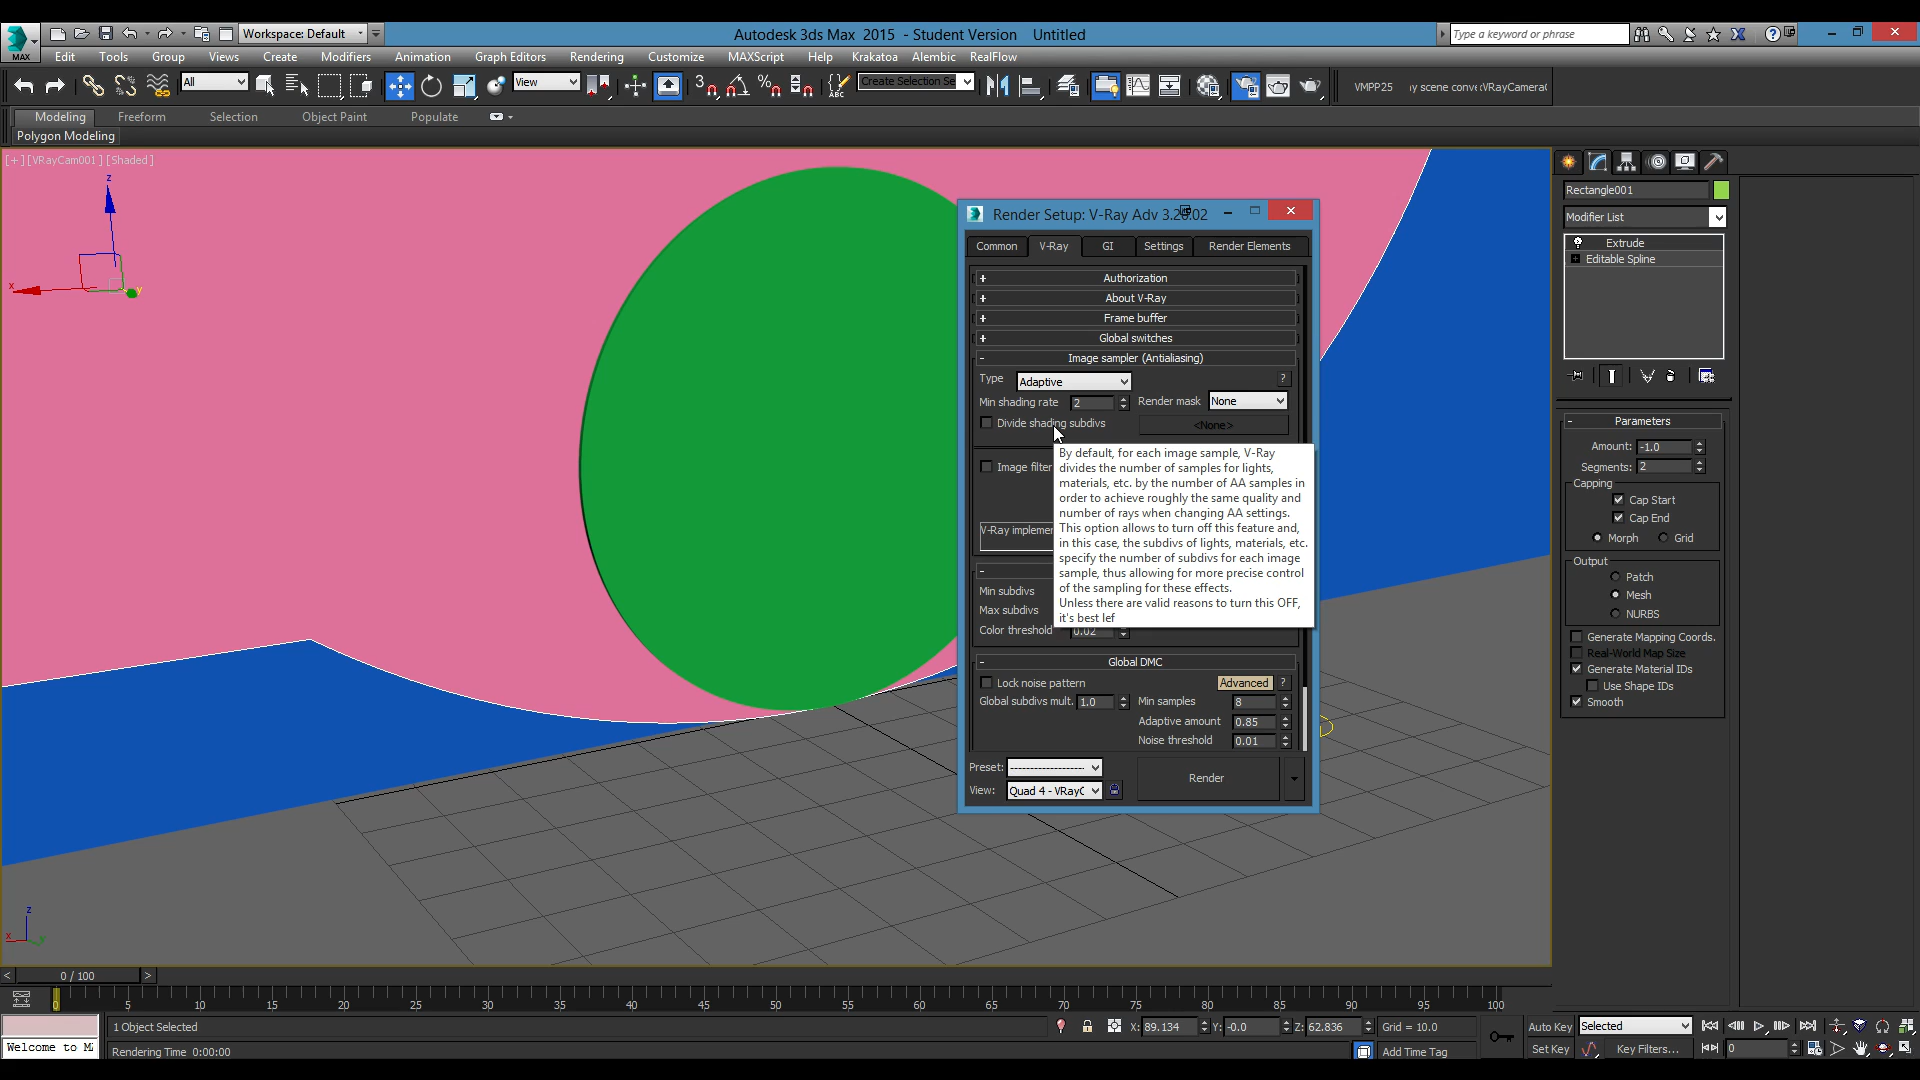 Workspace: Default
Autodesk 3ds Max 2015 - Student Version Untitled
Type a keyword or phrase
MAX
Edit Tools Group Views Create Modifiers Animation Graph Editors Rendering Customize MAXScript Help Krakatoa Alembic RealFlow
All View Create Selection Se VMPP25 ıy scene conve VRayCamera
Modeling Freeform Selection Object Paint Populate
Polygon Modeling
[+][VRayCam001][Shaded]
Render Setup: V-Ray Adv 3.20.02
Common V-Ray GI Settings Render Elements
+ Authorization
+ About V-Ray
+ Frame buffer
+ Global switches
- Image sampler (Antialiasing)
Type Adaptive ?
Min shading rate 2 Render mask None
Divide shading subdivs <None>
Image filter
V-Ray implemen
By default, for each image sample, V-Ray
divides the number of samples for lights,
materials, etc. by the number of AA samples in
order to achieve roughly the same quality and
number of rays when changing AA settings.
This option allows to turn off this feature and,
in this case, the subdivs of lights, materials, etc.
specify the number of subdivs for each image
sample, thus allowing for more precise control
of the sampling for these effects.
Unless there are valid reasons to turn this OFF,
it's best lef
Min subdivs
Max subdivs
Color threshold 0.02
- Global DMC
Lock noise pattern Advanced ?
Global subdivs mult. 1.0 Min samples 8
Adaptive amount 0.85
Noise threshold 0.01
Preset: --------------------
Render
View: Quad 4 - VRayC
Rectangle001
Modifier List
Extrude
Editable Spline
- Parameters
Amount: -1.0
Segments: 2
Capping
Cap Start
Cap End
Morph Grid
Output
Patch
Mesh
NURBS
Generate Mapping Coords.
Real-World Map Size
Generate Material IDs
Use Shape IDs
Smooth
z
x
y
z
x
y
< 0 / 100 >
0 5 10 15 20 25 30 35 40 45 50 55 60 65 70 75 80 85 90 95 100
1 Object Selected X: 89.134 Y: -0.0 Z: 62.836 Grid = 10.0 Auto Key Selected
Welcome to M Rendering Time 0:00:00 Add Time Tag Set Key Key Filters... 0